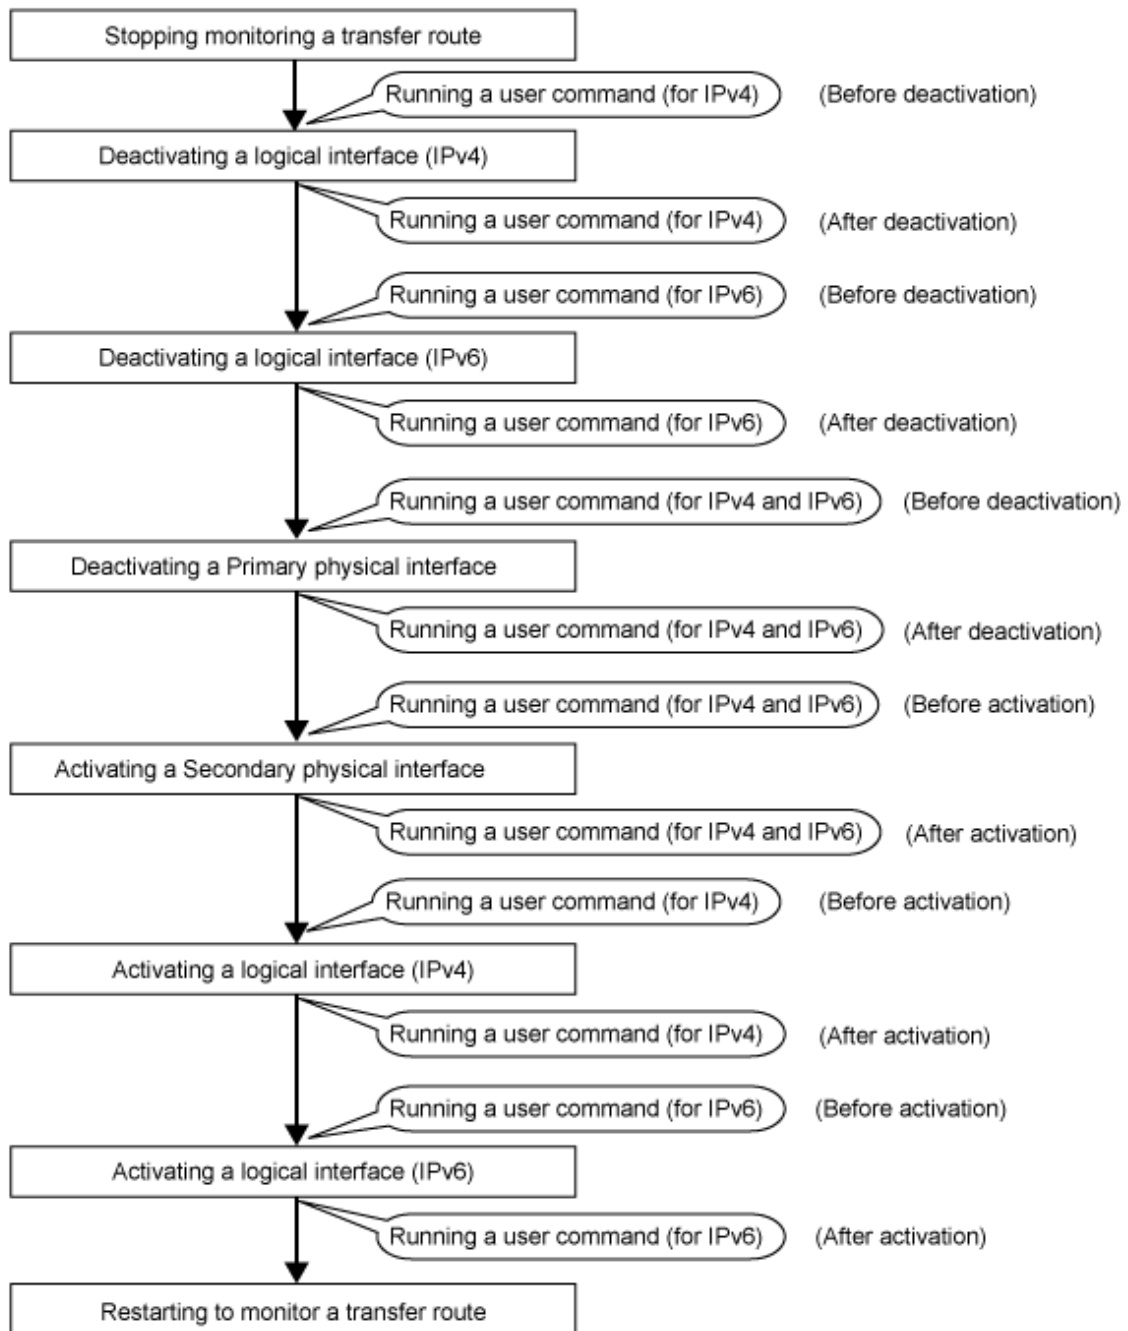 Stopping monitoring a transfer route
Running a user command (for IPv4) (Before deactivation)
Deactivating a logical interface (IPv4)
Running a user command (for IPv4) (After deactivation)
Running a user command (for IPv6) (Before deactivation)
Deactivating a logical interface (IPv6)
Running a user command (for IPv6) (After deactivation)
Running a user command (for IPv4 and IPv6) (Before deactivation)
Deactivating a Primary physical interface
Running a user command (for IPv4 and IPv6) (After deactivation)
Running a user command (for IPv4 and IPv6) (Before activation)
Activating a Secondary physical interface
Running a user command (for IPv4 and IPv6) (After activation)
Running a user command (for IPv4) (Before activation)
Activating a logical interface (IPv4)
Running a user command (for IPv4) (After activation)
Running a user command (for IPv6) (Before activation)
Activating a logical interface (IPv6)
Running a user command (for IPv6) (After activation)
Restarting to monitor a transfer route